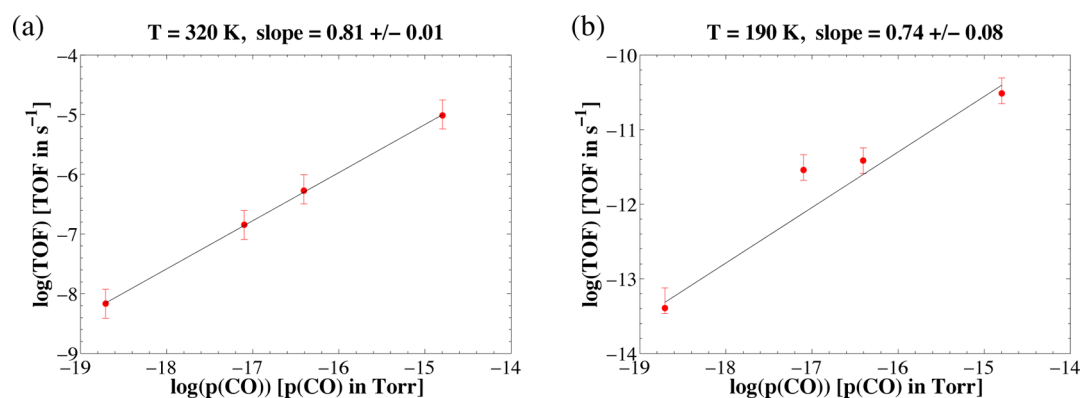 (a)
T = 320 K, slope = 0.81 +/- 0.01
log(TOF) [TOF in s⁻¹]
−4
−5
−6
−7
−8
−9
−19 −18 −17 −16 −15 −14
log(p(CO)) [p(CO) in Torr]
(b)
T = 190 K, slope = 0.74 +/- 0.08
log(TOF) [TOF in s⁻¹]
−10
−11
−12
−13
−14
−19 −18 −17 −16 −15 −14
log(p(CO)) [p(CO) in Torr]